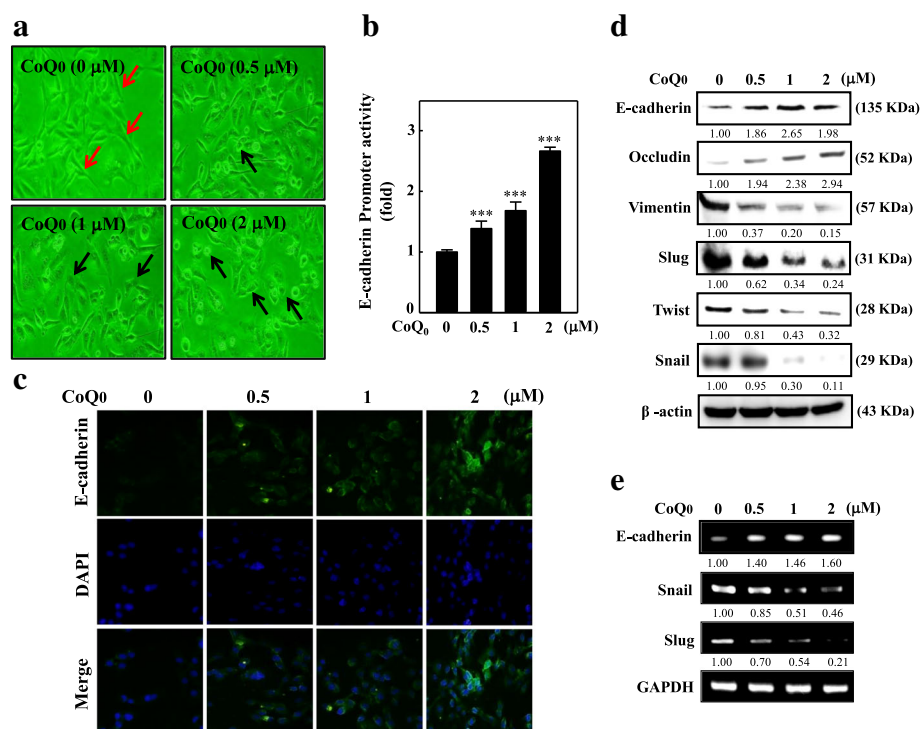 a
CoQ0 (0 μM)
CoQ0 (0.5 μM)
CoQ0 (1 μM)
CoQ0 (2 μM)
b
E-cadherin Promoter activity
(fold)
3
2
1
0
***
***
***
CoQ0 0 0.5 1 2 (μM)
c
CoQ0 0 0.5 1 2 (μM)
E-cadherin
DAPI
Merge
d
CoQ0 0 0.5 1 2 (μM)
E-cadherin (135 KDa)
1.00 1.86 2.65 1.98
Occludin (52 KDa)
1.00 1.94 2.38 2.94
Vimentin (57 KDa)
1.00 0.37 0.20 0.15
Slug (31 KDa)
1.00 0.62 0.34 0.24
Twist (28 KDa)
1.00 0.81 0.43 0.32
Snail (29 KDa)
1.00 0.95 0.30 0.11
β -actin (43 KDa)
e
CoQ0 0 0.5 1 2 (μM)
E-cadherin
1.00 1.40 1.46 1.60
Snail
1.00 0.85 0.51 0.46
Slug
1.00 0.70 0.54 0.21
GAPDH